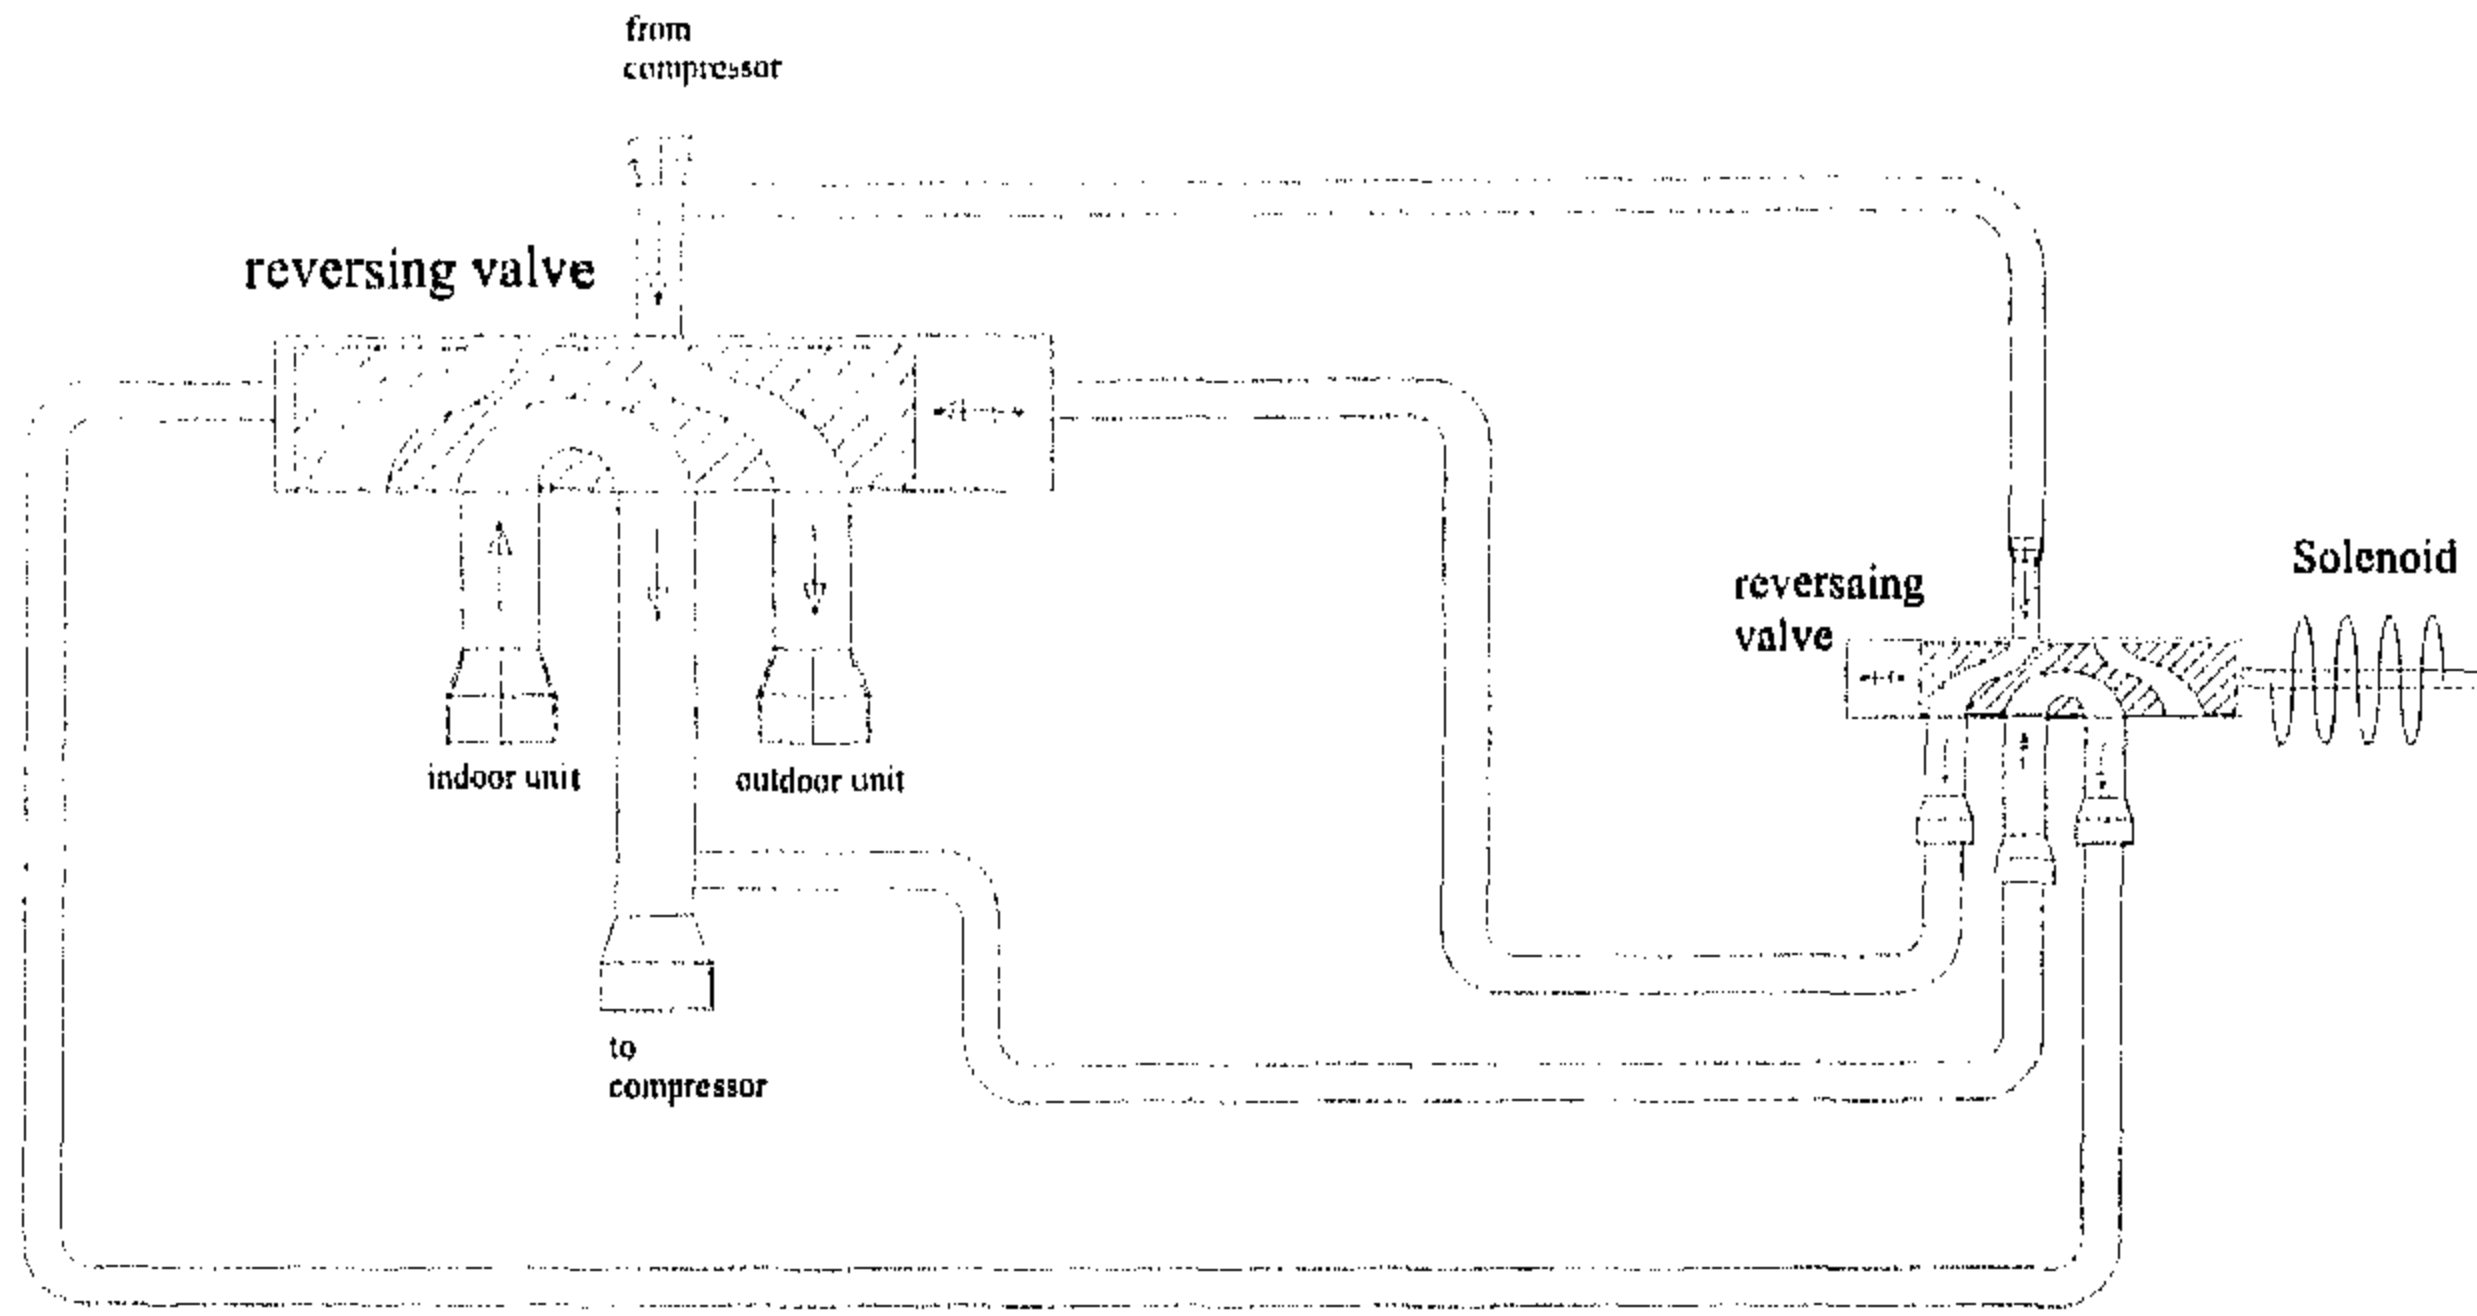 from
compressor
reversing valve
Solenoid
reversaing
valve
indoor unit
outdoor unit
to
compressor